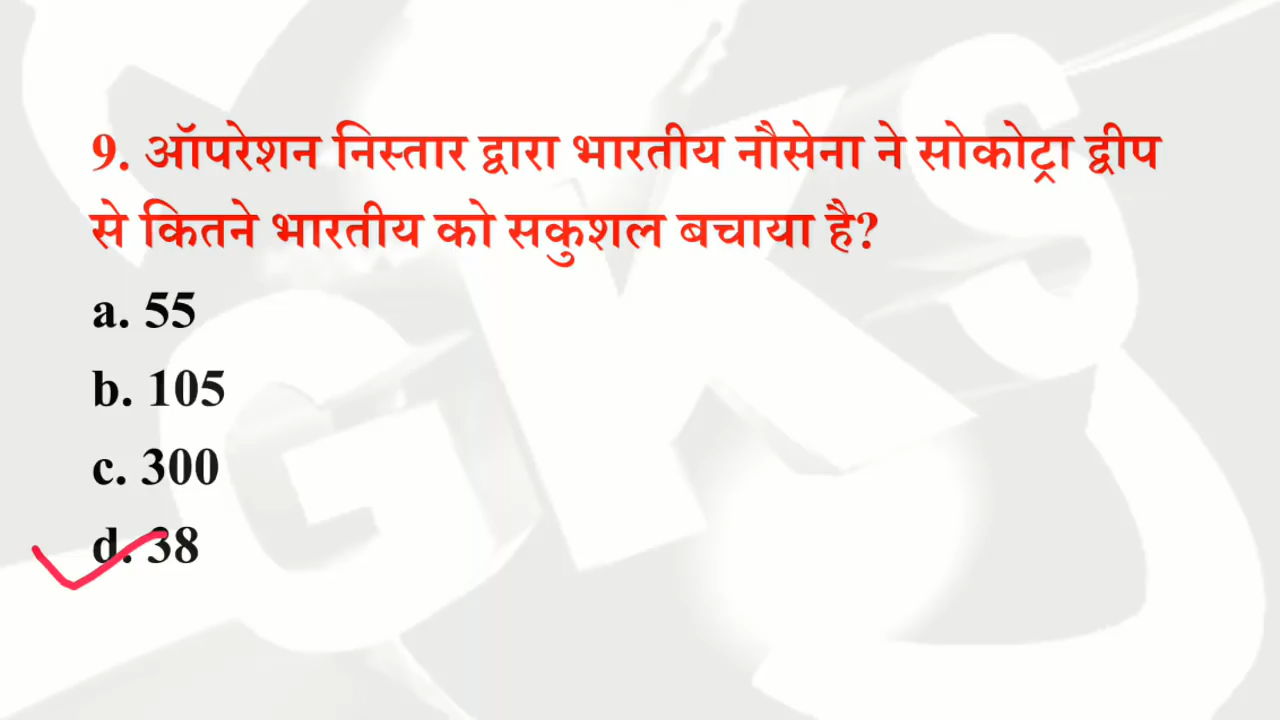 9. ऑपरेशन निस्तार द्वारा भारतीय नौसेना ने सोकोट्रा द्वीप
से कितने भारतीय को सकुशल बचाया है?
a. 55
b. 105
c. 300
d. 38